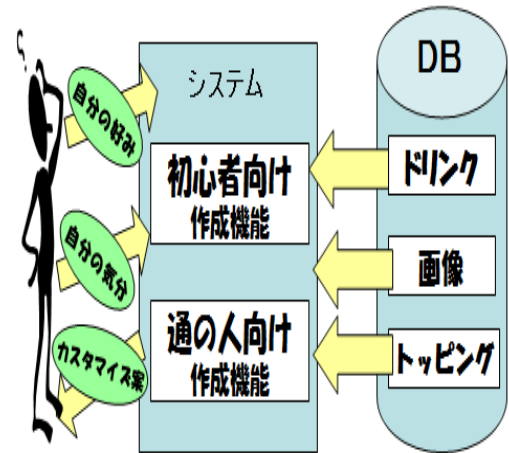 自分の好み
自分の気分
カスタマイズ案
システム
初心者向け
作成機能
通の人向け
作成機能
DB
ドリンク
画像
トッピング